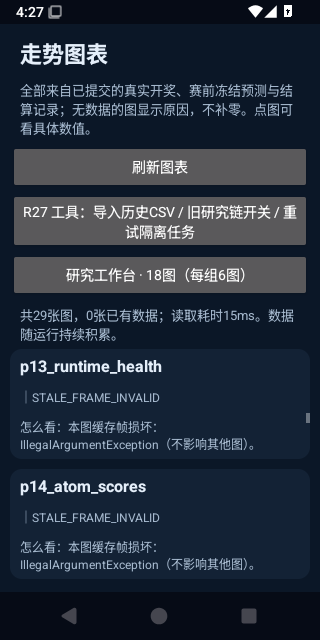 4:27
走势图表
全部来自已提交的真实开奖、赛前冻结预测与结
算记录；无数据的图显示原因，不补零。点图可
看具体数值。
刷新图表
R27 工具：导入历史CSV / 旧研究链开关 / 重
试隔离任务
研究工作台 · 18图（每组6图）
共29张图，0张已有数据；读取耗时15ms。数据
随运行持续积累。
p13_runtime_health
STALE_FRAME_INVALID
怎么看：本图缓存帧损坏：
IllegalArgumentException（不影响其他图）。
p14_atom_scores
STALE_FRAME_INVALID
怎么看：本图缓存帧损坏：
IllegalArgumentException（不影响其他图）。